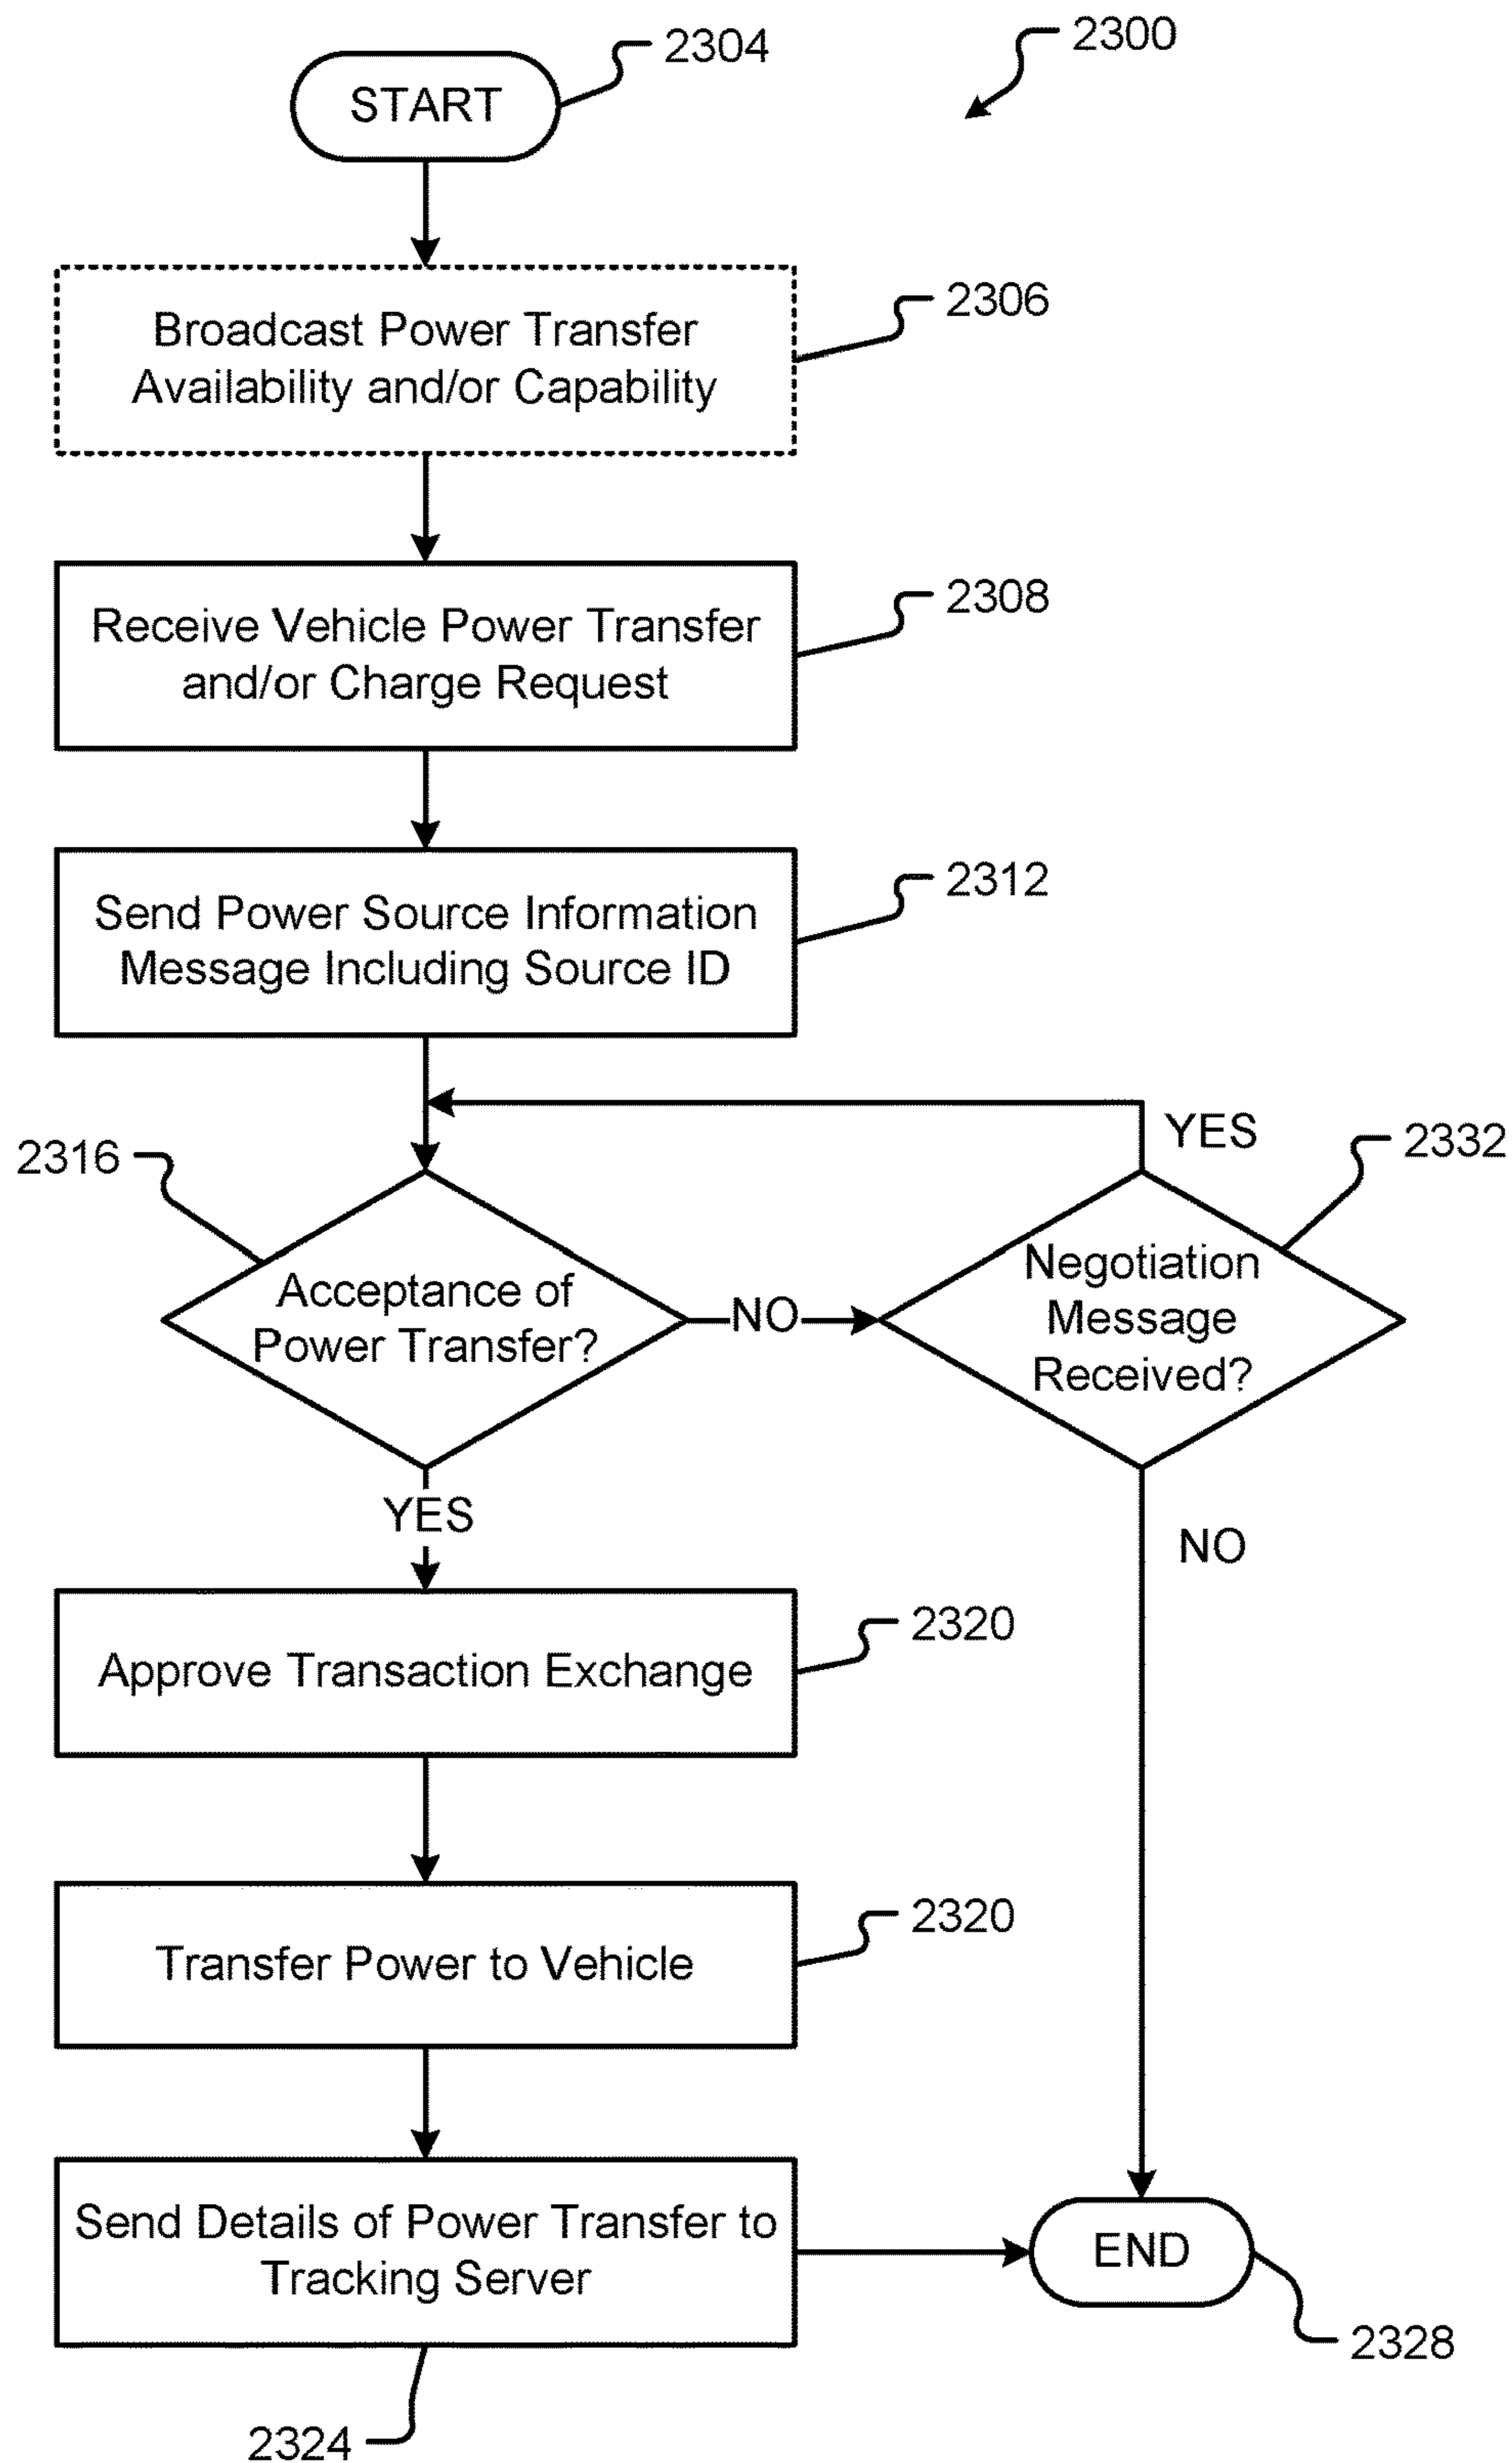 2304
2300
START
2306
Broadcast Power Transfer
Availability and/or Capability
2308
Receive Vehicle Power Transfer
and/or Charge Request
2312
Send Power Source Information
Message Including Source ID
2316
YES
2332
Acceptance of
Power Transfer?
NO
Negotiation
Message
Received?
YES
NO
2320
Approve Transaction Exchange
2320
Transfer Power to Vehicle
Send Details of Power Transfer to
Tracking Server
END
2328
2324